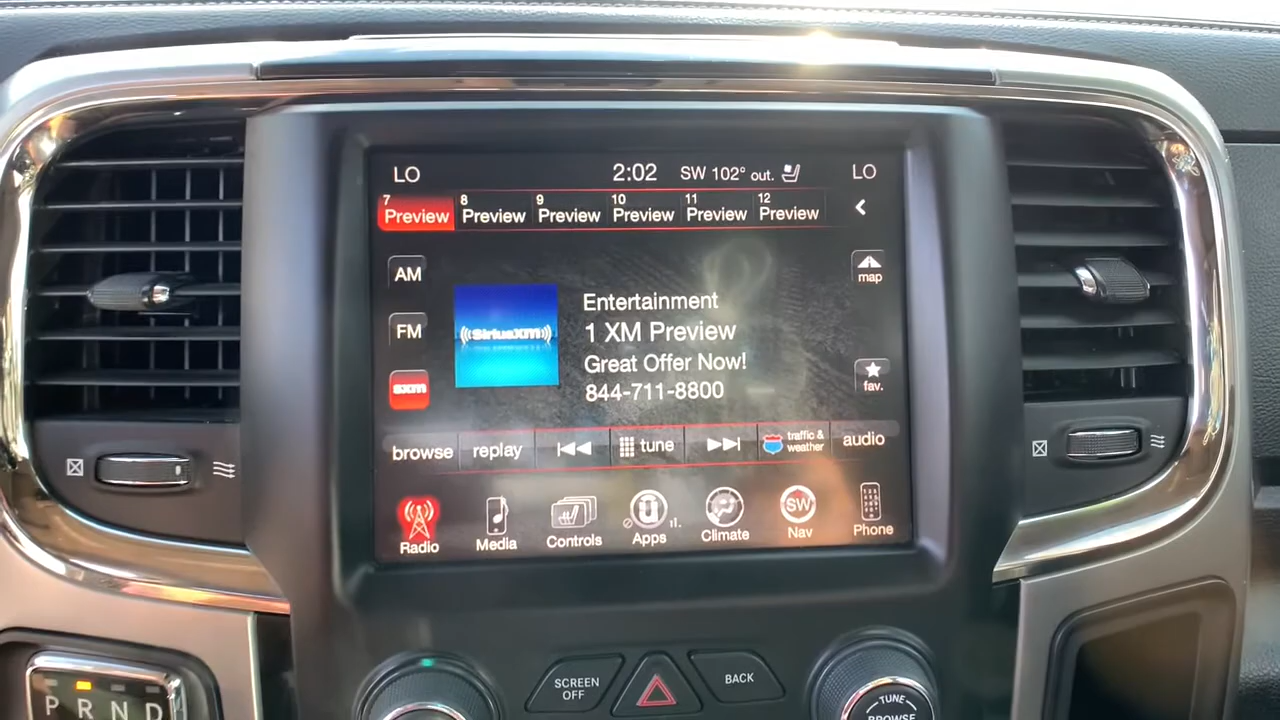 LO 2:02 SW 102° out. LO
7 8 9 10 11 12
Preview Preview Preview Preview Preview Preview
AM
map
Entertainment
FM
((SiriusXM))
1 XM Preview
Great Offer Now!
sxm
fav.
844-711-8800
browse replay tune traffic & weather audio
SW
Radio Media Controls Apps Climate Nav Phone
SCREEN OFF
BACK
TUNE
BROWSE
P R N D